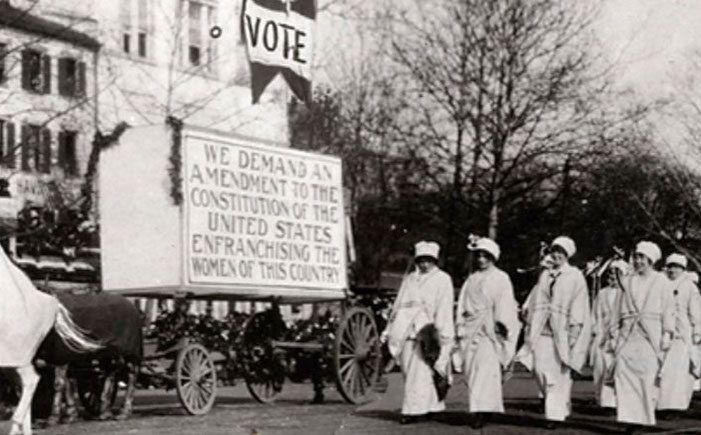 VOTE
WE DEMAND AN
AMENDMENT TO THE
CONSTITUTION OF THE
UNITED STATES
ENFRANCHISING THE
WOMEN OF THIS COUNTRY